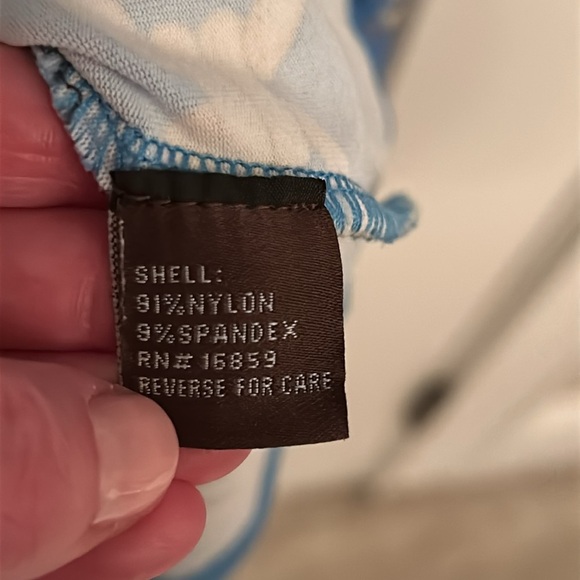 SHELL:
91%NYLON
9%SPANDEX
RN# 16859
REVERSE FOR CARE